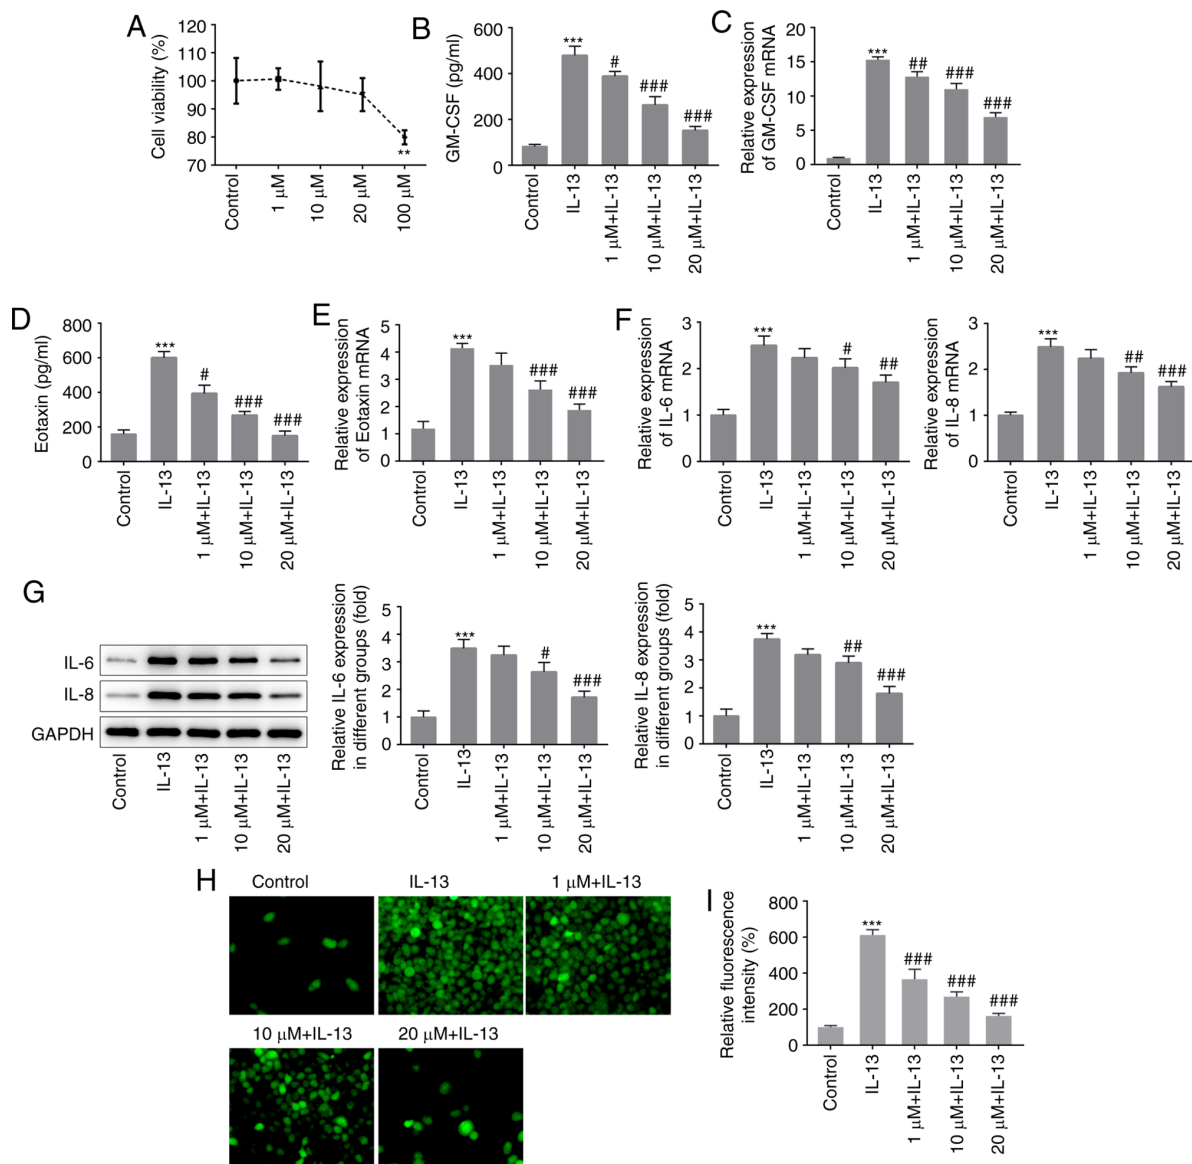 A
Cell viability (%)
120
110
100
90
80
70
**
Control
1 μM
10 μM
20 μM
100 μM
B
GM-CSF (pg/ml)
600
400
200
0
***
#
###
###
Control
IL-13
1 μM+IL-13
10 μM+IL-13
20 μM+IL-13
C
Relative expression
of GM-CSF mRNA
20
15
10
5
0
***
##
###
###
Control
IL-13
1 μM+IL-13
10 μM+IL-13
20 μM+IL-13
D
Eotaxin (pg/ml)
800
600
400
200
0
***
#
###
###
Control
IL-13
1 μM+IL-13
10 μM+IL-13
20 μM+IL-13
E
Relative expression
of Eotaxin mRNA
5
4
3
2
1
0
***
###
###
Control
IL-13
1 μM+IL-13
10 μM+IL-13
20 μM+IL-13
F
Relative expression
of IL-6 mRNA
3
2
1
0
***
#
##
Control
IL-13
1 μM+IL-13
10 μM+IL-13
20 μM+IL-13
Relative expression
of IL-8 mRNA
3
2
1
0
***
##
###
Control
IL-13
1 μM+IL-13
10 μM+IL-13
20 μM+IL-13
G
IL-6
IL-8
GAPDH
Control
IL-13
1 μM+IL-13
10 μM+IL-13
20 μM+IL-13
Relative IL-6 expression
in different groups (fold)
5
4
3
2
1
0
***
#
###
Control
IL-13
1 μM+IL-13
10 μM+IL-13
20 μM+IL-13
Relative IL-8 expression
in different groups (fold)
5
4
3
2
1
0
***
##
###
Control
IL-13
1 μM+IL-13
10 μM+IL-13
20 μM+IL-13
H
Control
IL-13
1 μM+IL-13
10 μM+IL-13
20 μM+IL-13
I
Relative fluorescence
intensity (%)
800
600
400
200
0
***
###
###
###
Control
IL-13
1 μM+IL-13
10 μM+IL-13
20 μM+IL-13